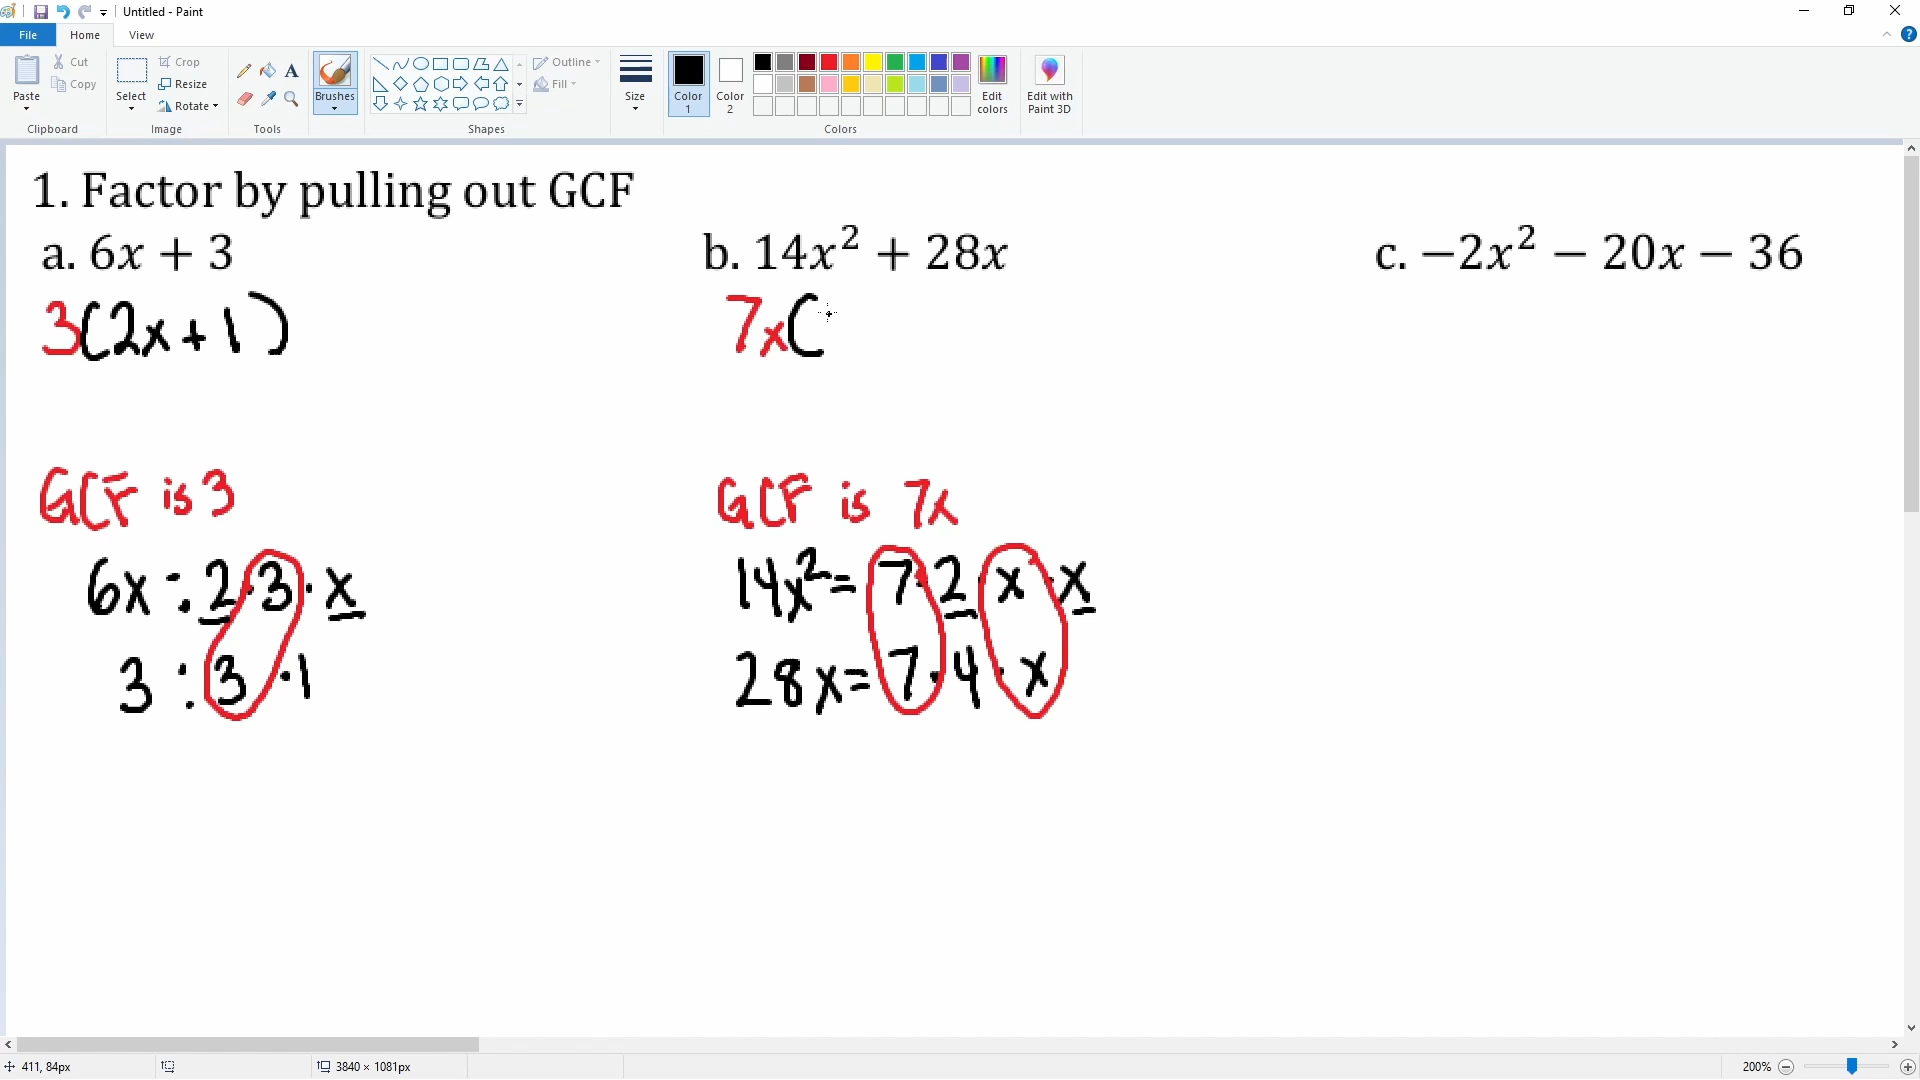 Untitled - Paint
File Home View
Paste
Cut
Copy
Clipboard
Select
Crop
Resize
Rotate
Image
A
Tools
Brushes
Outline
Fill
Shapes
Size
Color 1
Color 2
Edit colors
Colors
Edit with Paint 3D
1. Factor by pulling out GCF
a. 6x + 3
b. 14x² + 28x
c. −2x² − 20x − 36
3(2x+1)
7x(
GCF is 3
GCF is 7x
6x = 2·3·x
14x² = 7·2·x·x
3 = 3·1
28x = 7·4·x
411, 84px
3840 × 1081px
200%